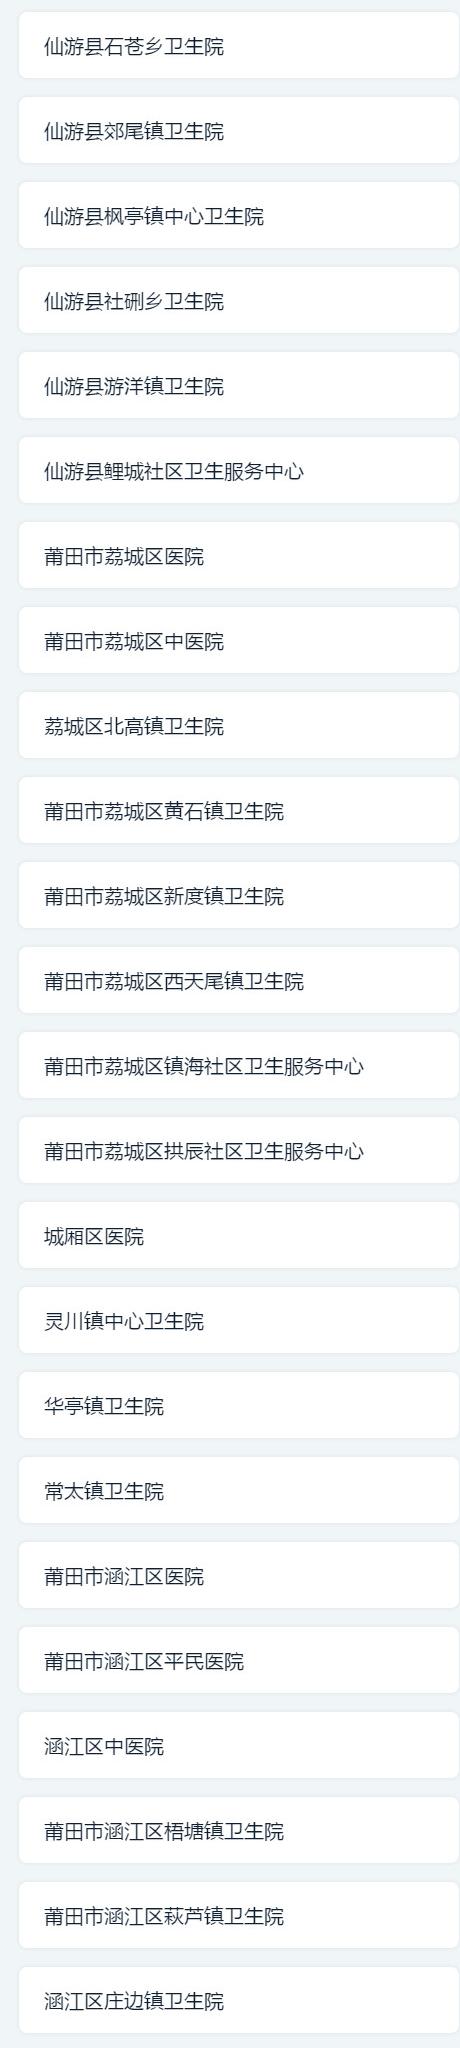 仙游县石苍乡卫生院
仙游县郊尾镇卫生院
仙游县枫亭镇中心卫生院
仙游县社硎乡卫生院
仙游县游洋镇卫生院
仙游县鲤城社区卫生服务中心
莆田市荔城区医院
莆田市荔城区中医院
荔城区北高镇卫生院
莆田市荔城区黄石镇卫生院
莆田市荔城区新度镇卫生院
莆田市荔城区西天尾镇卫生院
莆田市荔城区镇海社区卫生服务中心
莆田市荔城区拱辰社区卫生服务中心
城厢区医院
灵川镇中心卫生院
华亭镇卫生院
常太镇卫生院
莆田市涵江区医院
莆田市涵江区平民医院
涵江区中医院
莆田市涵江区梧塘镇卫生院
莆田市涵江区萩芦镇卫生院
涵江区庄边镇卫生院